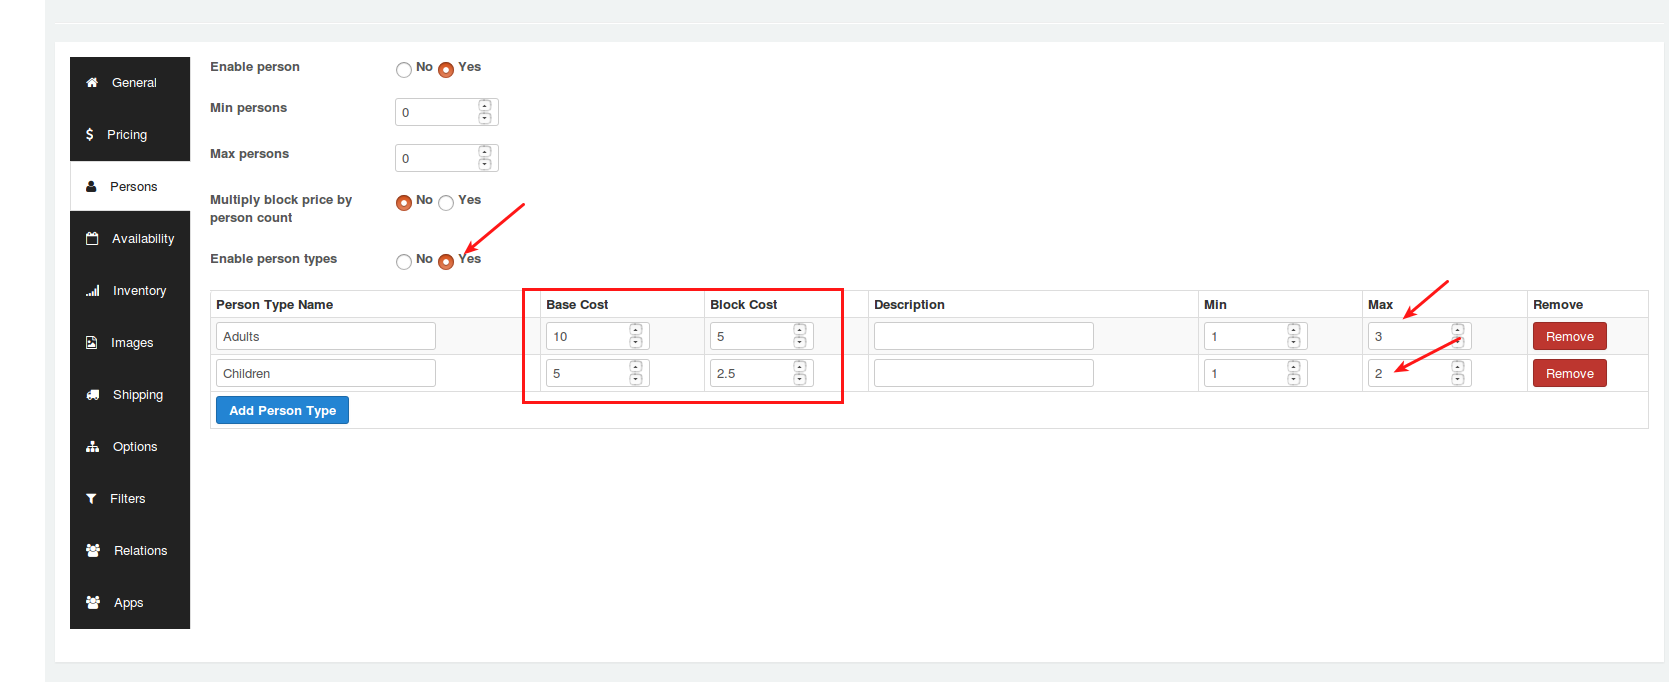 General
Pricing
Persons
Availability
Inventory
Images
Shipping
Options
Filters
Relations
Apps
Enable person No Yes
Min persons 0
Max persons 0
Multiply block price by person count No Yes
Enable person types No Yes
Person Type Name Base Cost Block Cost Description Min Max Remove
Adults 10 5 1 3 Remove
Children 5 2.5 1 2 Remove
Add Person Type